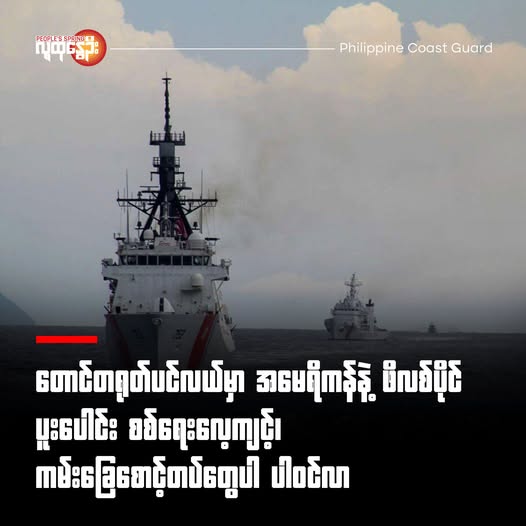 PEOPLE'S SPRING
လူထုနွေဦး
Philippine Coast Guard
တောင်တရုတ်ပင်လယ်မှာ အမေရိကန်နဲ့ ဖိလစ်ပိုင်
ပူးပေါင်း စစ်ရေးလေ့ကျင့်၊
ကမ်းခြေစောင့်တပ်တွေပါ ပါဝင်လာ